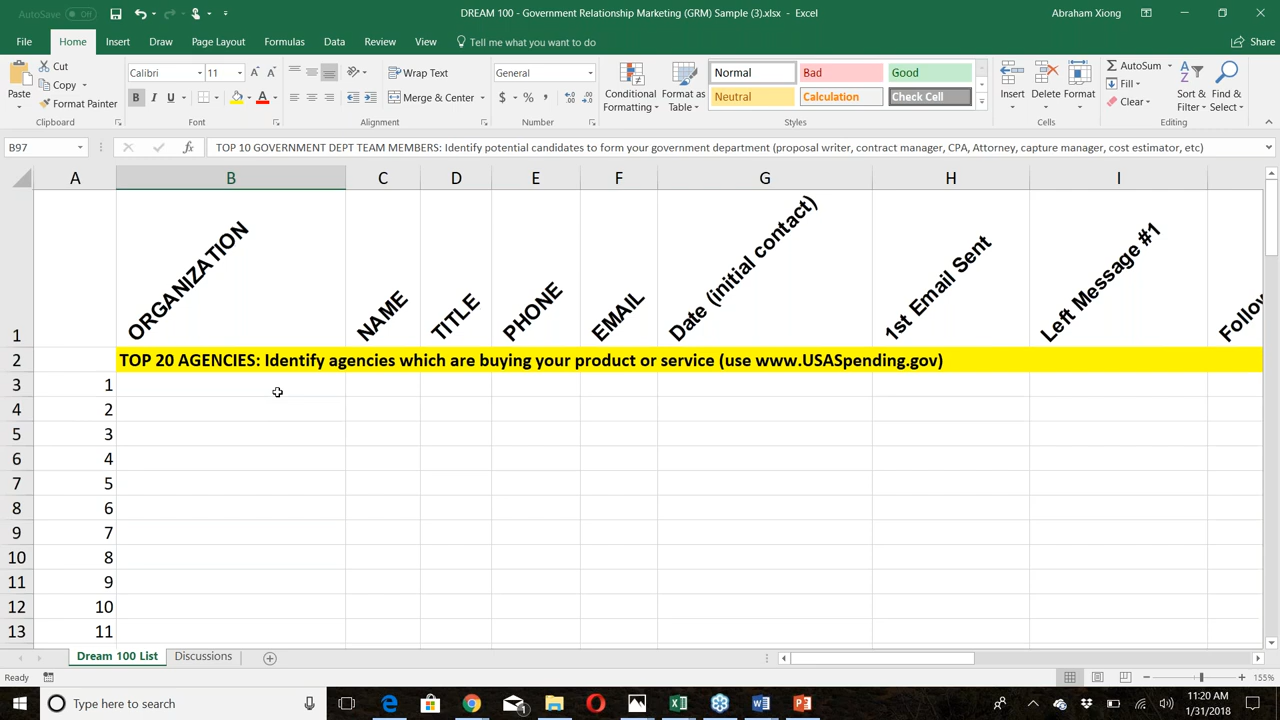 AutoSave Off
DREAM 100 - Government Relationship Marketing (GRM) Sample (3).xlsx - Excel
Abraham Xiong
File Home Insert Draw Page Layout Formulas Data Review View Tell me what you want to do Share
Paste
Cut
Copy
Format Painter
Clipboard
Calibri 11
B I U A
Font
Wrap Text
Merge & Center
Alignment
General
$ % ,
Number
Conditional Formatting
Format as Table
Normal Bad Good
Neutral Calculation Check Cell
Styles
Insert Delete Format
Cells
AutoSum
Fill
Clear
Sort & Filter
Find & Select
Editing
B97
fx
TOP 10 GOVERNMENT DEPT TEAM MEMBERS: Identify potential candidates to form your government department (proposal writer, contract manager, CPA, Attorney, capture manager, cost estimator, etc)
A B C D E F G H I
1 ORGANIZATION NAME TITLE PHONE EMAIL Date (initial contact) 1st Email Sent Left Message #1
2 TOP 20 AGENCIES: Identify agencies which are buying your product or service (use www.USASpending.gov)
3 1
4 2
5 3
6 4
7 5
8 6
9 7
10 8
11 9
12 10
13 11
Dream 100 List Discussions
Ready
155%
Type here to search
11:20 AM
1/31/2018